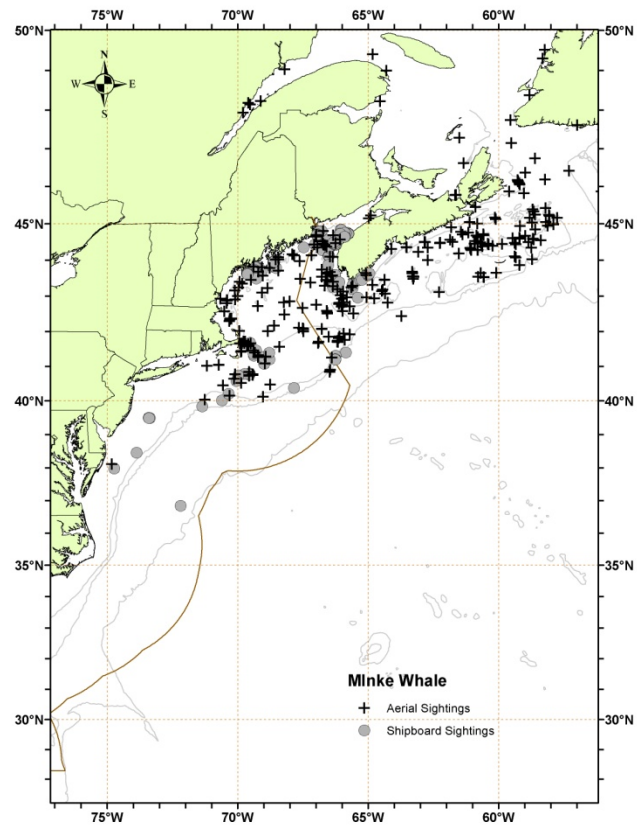 75°W 70°W 65°W 60°W
50°N 50°N
N
W E
S
45°N 45°N
40°N 40°N
35°N 35°N
MInke Whale
Aerial Sightings
Shipboard Sightings
30°N 30°N
75°W 70°W 65°W 60°W